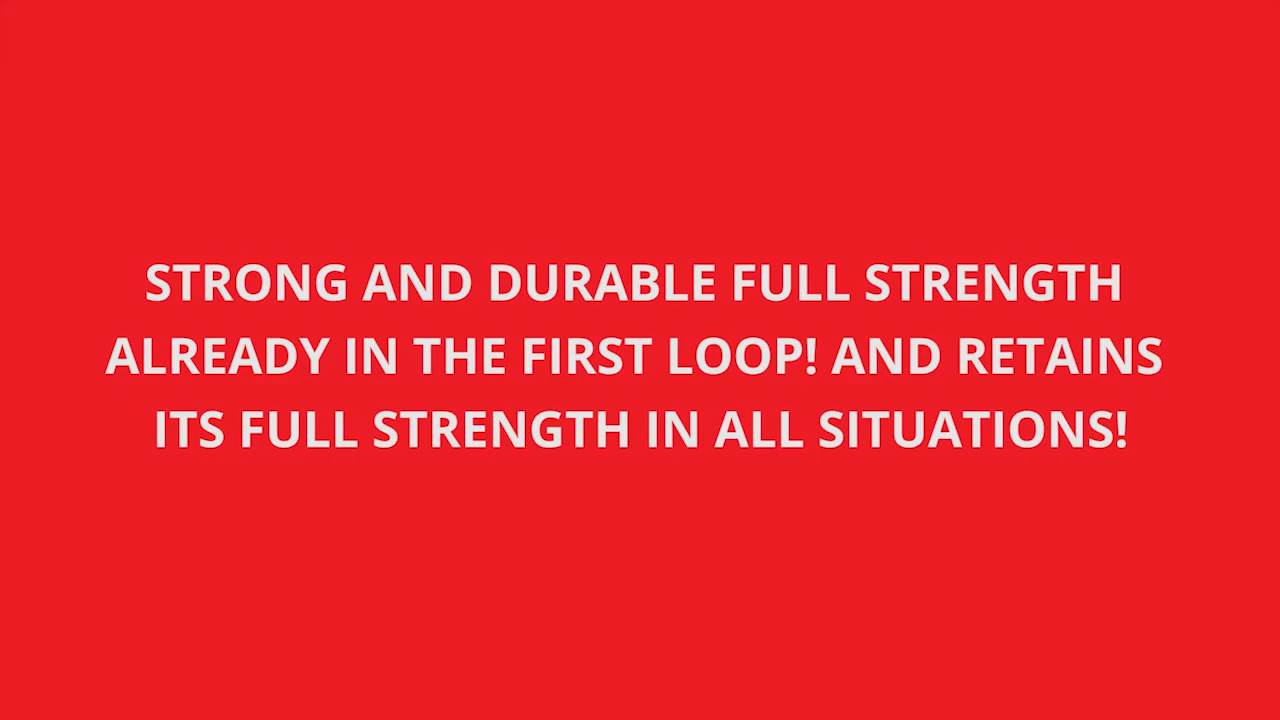 STRONG AND DURABLE FULL STRENGTH
ALREADY IN THE FIRST LOOP! AND RETAINS
ITS FULL STRENGTH IN ALL SITUATIONS!